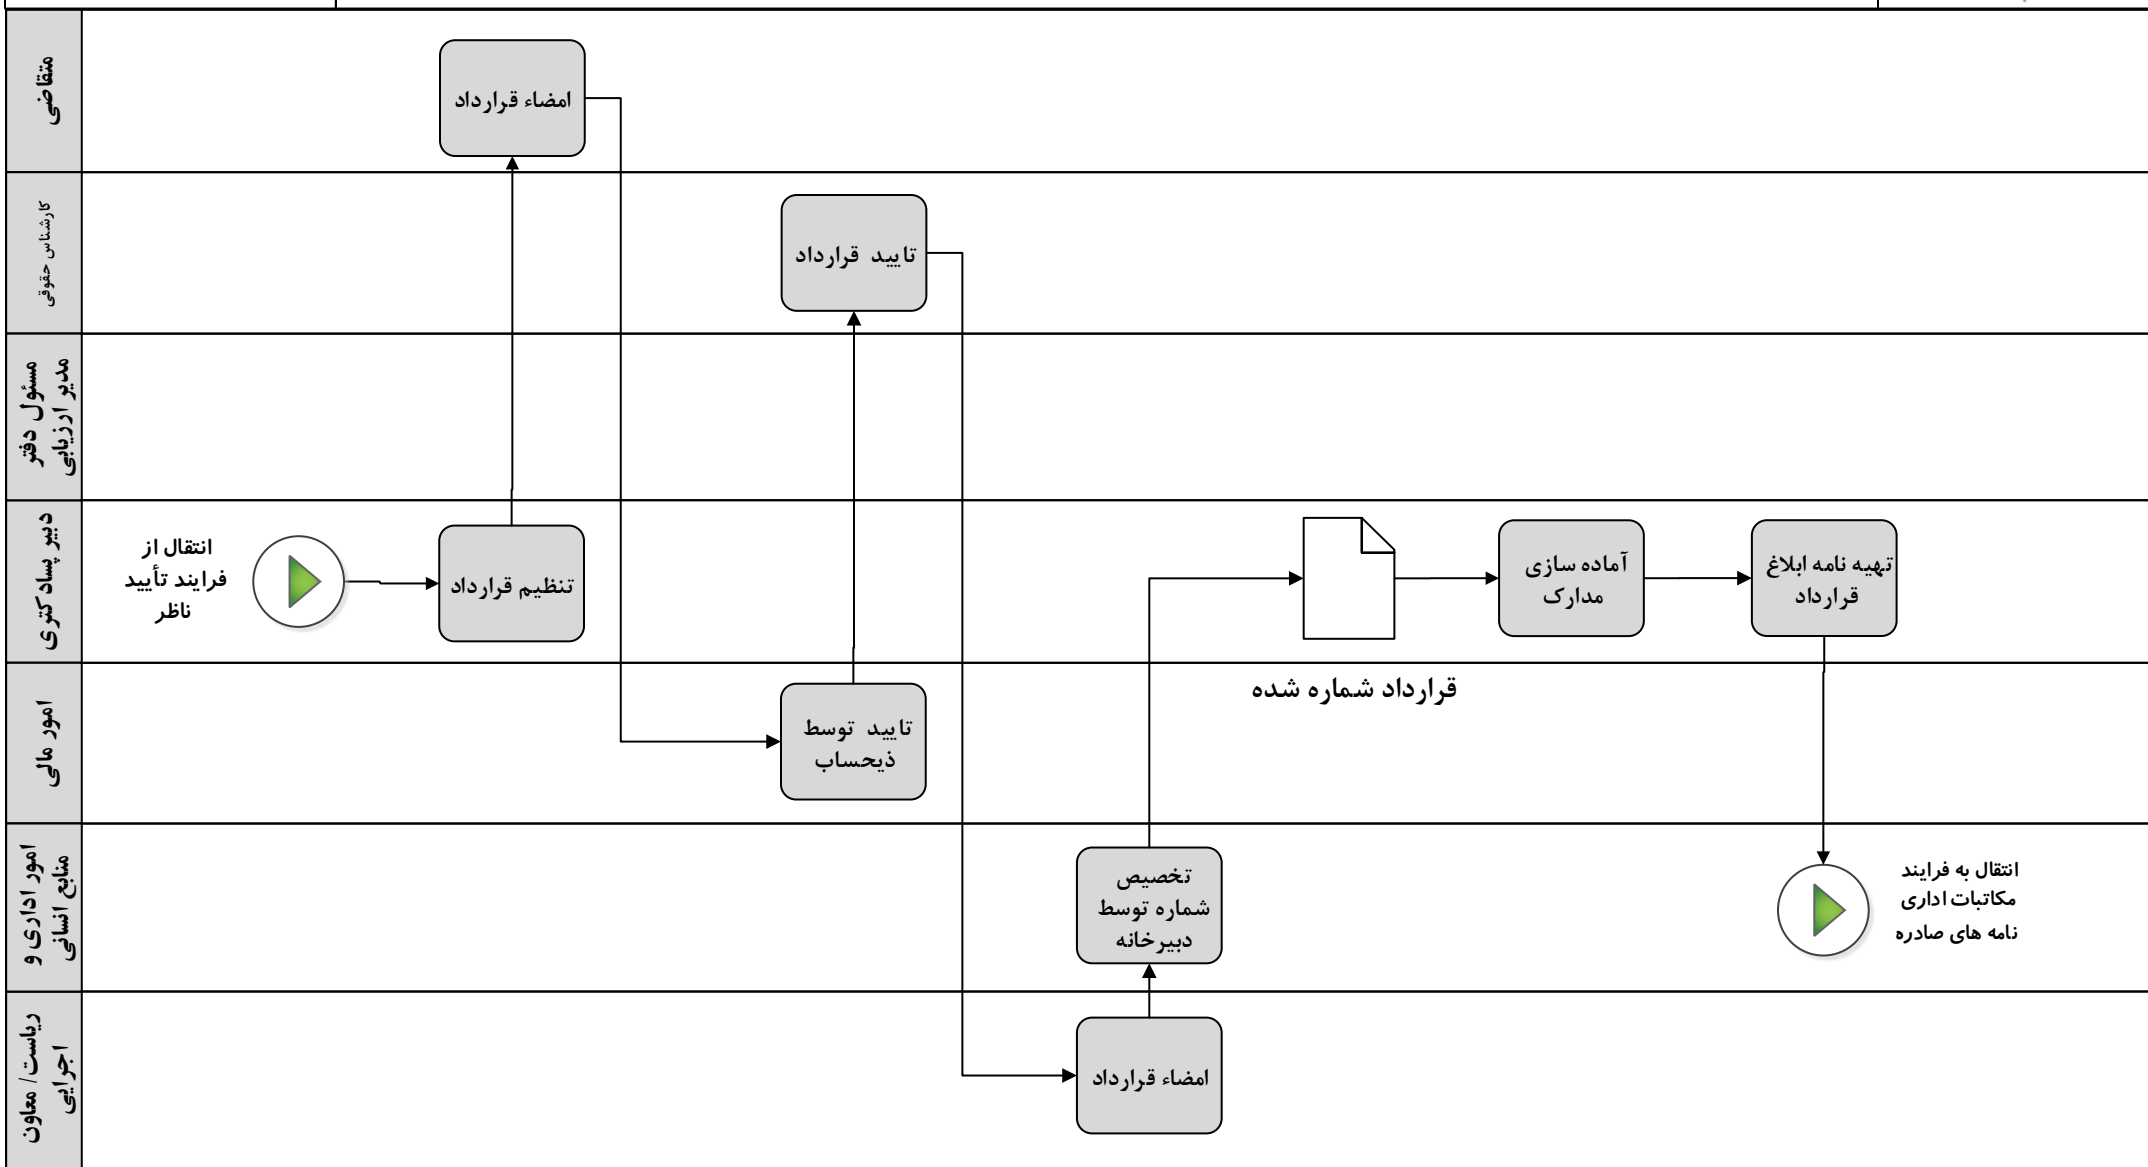 متقاضی
امضاء قرارداد
کارشناس حقوقی
تایید قرارداد
مسئول دفتر
مدیر ارزیابی
دبیر پسادکتری
انتقال از
فرایند تأیید
ناظر
تنظیم قرارداد
آماده سازی
مدارک
تهیه نامه ابلاغ
قرارداد
قرارداد شماره شده
امور مالی
تایید توسط
ذیحساب
امور اداری و
منابع انسانی
تخصیص
شماره توسط
دبیرخانه
انتقال به فرایند
مکاتبات اداری
نامه های صادره
ریاست/ معاون
اجرایی
امضاء قرارداد